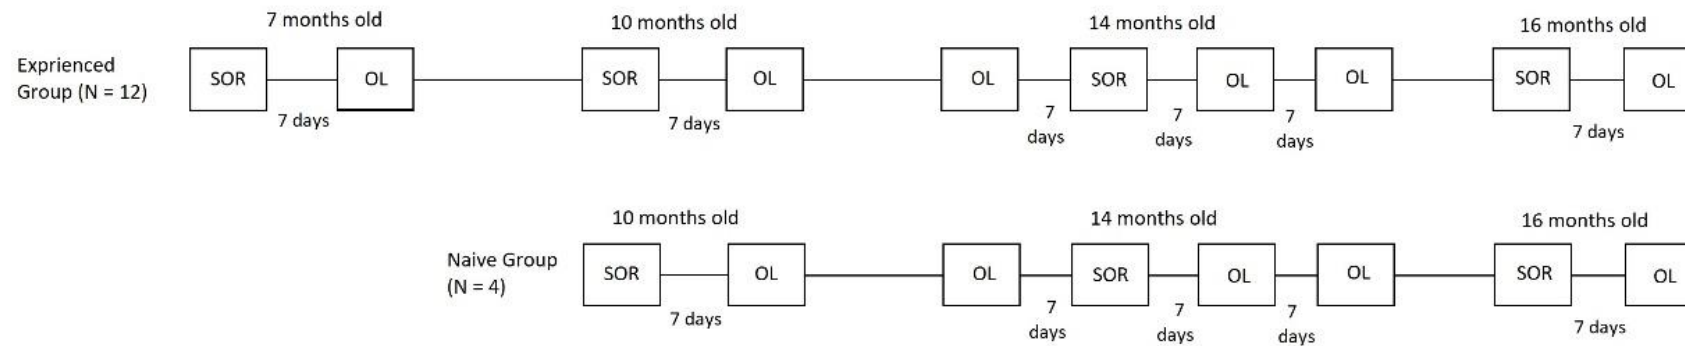 7 months old
10 months old
14 months old
16 months old
Exprienced
Group (N = 12)
SOR
OL
SOR
OL
OL
SOR
OL
OL
SOR
OL
7 days
7 days
7
days
7
days
7
days
7 days
10 months old
14 months old
16 months old
Naive Group
(N = 4)
SOR
OL
OL
SOR
OL
OL
SOR
OL
7 days
7
days
7
days
7
days
7 days